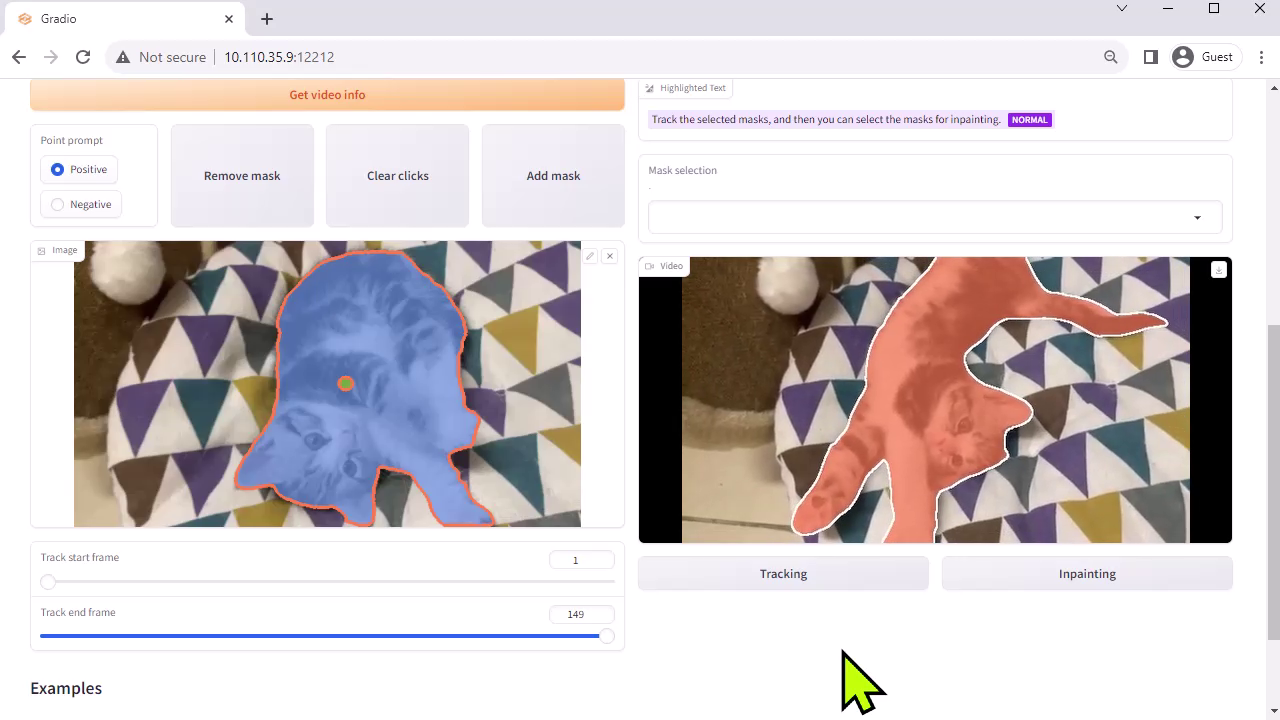 Gradio
Not secure
10.110.35.9:12212
Guest
Get video info
Point prompt
Positive
Negative
Remove mask
Clear clicks
Add mask
Image
Track start frame
1
Track end frame
149
Examples
Highlighted Text
Track the selected masks, and then you can select the masks for inpainting. NORMAL
Mask selection
.
Video
Tracking
Inpainting